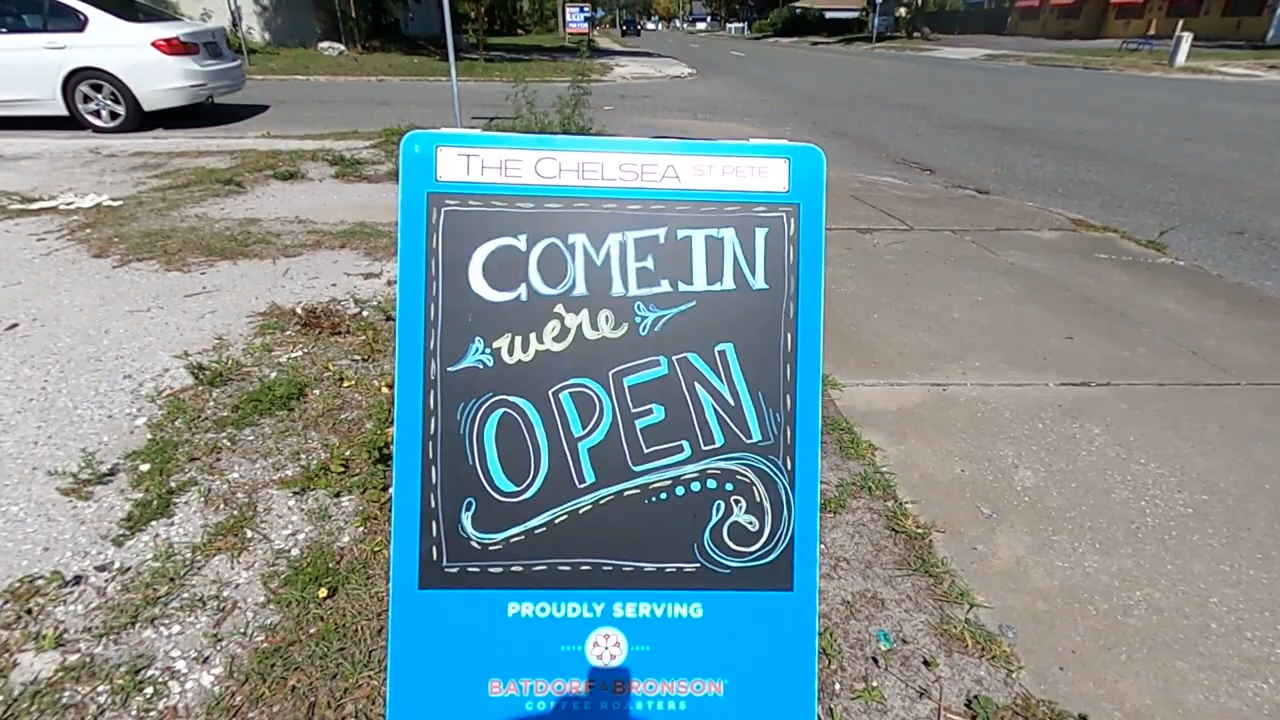 THE CHELSEA ST PETE
COME IN
we're
OPEN
PROUDLY SERVING
BATDORF & BRONSON
COFFEE ROASTERS